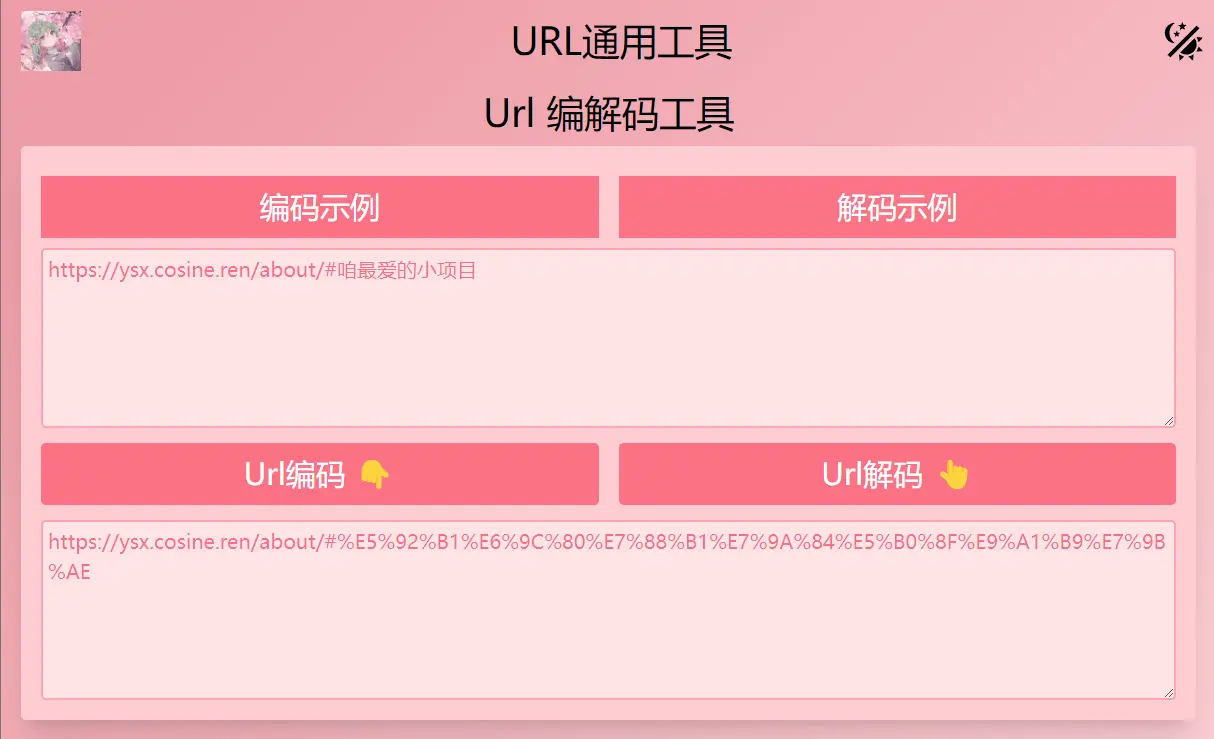 URL通用工具
Url 编解码工具
编码示例
解码示例
https://ysx.cosine.ren/about/#咱最爱的小项目
Url编码 👇
Url解码 👆
https://ysx.cosine.ren/about/#%E5%92%B1%E6%9C%80%E7%88%B1%E7%9A%84%E5%B0%8F%E9%A1%B9%E7%9B
%AE